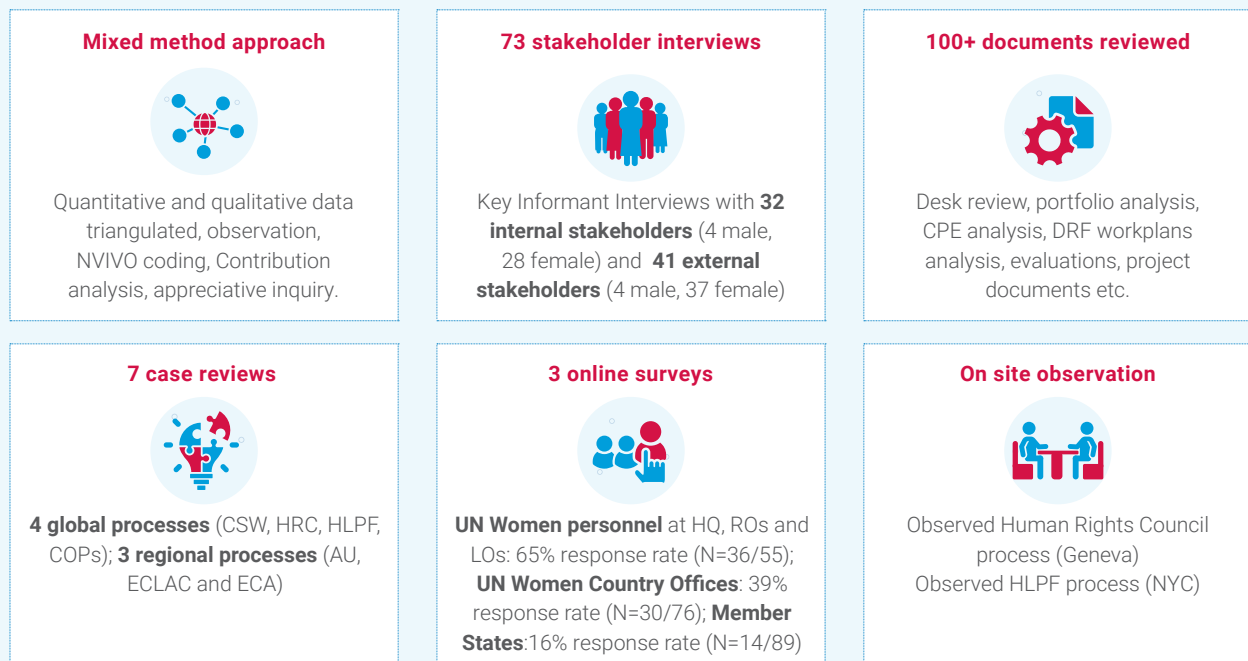 Mixed method approach
Quantitative and qualitative data
triangulated, observation,
NVIVO coding, Contribution
analysis, appreciative inquiry.
73 stakeholder interviews
Key Informant Interviews with 32
internal stakeholders (4 male,
28 female) and 41 external
stakeholders (4 male, 37 female)
100+ documents reviewed
Desk review, portfolio analysis,
CPE analysis, DRF workplans
analysis, evaluations, project
documents etc.
7 case reviews
4 global processes (CSW, HRC, HLPF,
COPs); 3 regional processes (AU,
ECLAC and ECA)
3 online surveys
UN Women personnel at HQ, ROs and
LOs: 65% response rate (N=36/55);
UN Women Country Offices: 39%
response rate (N=30/76); Member
States:16% response rate (N=14/89)
On site observation
Observed Human Rights Council
process (Geneva)
Observed HLPF process (NYC)